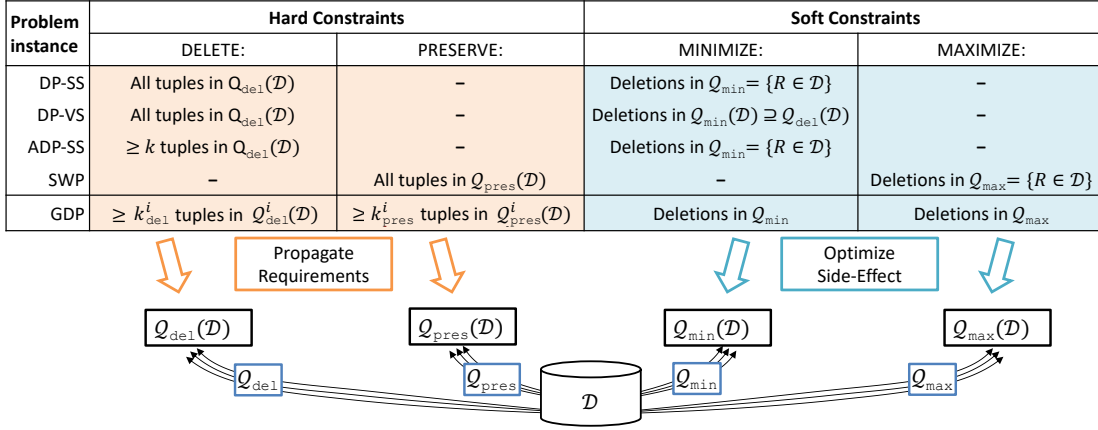 Problem instance Hard Constraints Soft Constraints
DELETE: PRESERVE: MINIMIZE: MAXIMIZE:
DP-SS All tuples in Q_del(𝒟) – Deletions in 𝒬_min = {R ∈ 𝒟} –
DP-VS All tuples in Q_del(𝒟) – Deletions in 𝒬_min(𝒟) ⊇ 𝒬_del(𝒟) –
ADP-SS ≥ k tuples in Q_del(𝒟) – Deletions in 𝒬_min = {R ∈ 𝒟} –
SWP – All tuples in 𝒬_pres(𝒟) – Deletions in 𝒬_max = {R ∈ 𝒟}
GDP ≥ k^i_del tuples in 𝒬^i_del(𝒟) ≥ k^i_pres tuples in 𝒬^i_pres(𝒟) Deletions in 𝒬_min Deletions in 𝒬_max
Propagate
Requirements
Optimize
Side-Effect
𝒬_del(𝒟) 𝒬_pres(𝒟) 𝒬_min(𝒟) 𝒬_max(𝒟)
𝒬_del 𝒬_pres 𝒬_min 𝒬_max
𝒟